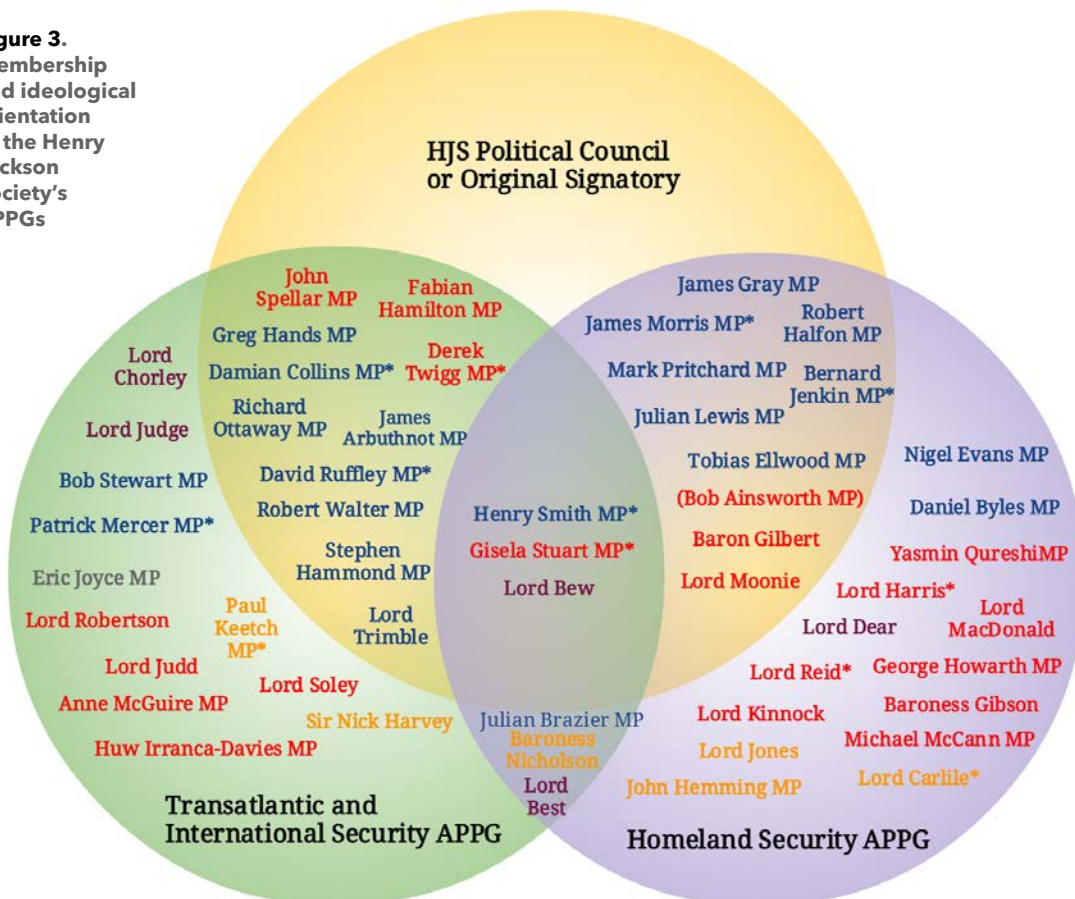 gure 3.
embership
d ideological
ientation
the Henry
ckson
ociety's
PPGs
HJS Political Council
or Original Signatory
John
Spellar MP
Fabian
Hamilton MP
Greg Hands MP
Lord
Chorley
Damian Collins MP*
Derek
Twigg MP*
Lord Judge
Richard
Ottaway MP
James
Arbuthnot MP
Bob Stewart MP
David Ruffley MP*
Patrick Mercer MP*
Robert Walter MP
Eric Joyce MP
Stephen
Hammond MP
Lord Robertson
Paul
Keetch
MP*
Lord
Trimble
Lord Judd
Lord Soley
Anne McGuire MP
Sir Nick Harvey
Huw Irranca-Davies MP
Transatlantic and
International Security APPG
Henry Smith MP*
Gisela Stuart MP*
Lord Bew
Julian Brazier MP
Baroness
Nicholson
Lord
Best
James Gray MP
James Morris MP*
Robert
Halfon MP
Mark Pritchard MP
Bernard
Jenkin MP*
Julian Lewis MP
Tobias Ellwood MP
(Bob Ainsworth MP)
Baron Gilbert
Lord Moonie
Nigel Evans MP
Daniel Byles MP
Yasmin QureshiMP
Lord Harris*
Lord
MacDonald
Lord Dear
Lord Reid*
George Howarth MP
Lord Kinnock
Baroness Gibson
Lord Jones
Michael McCann MP
John Hemming MP
Lord Carlile*
Homeland Security APPG